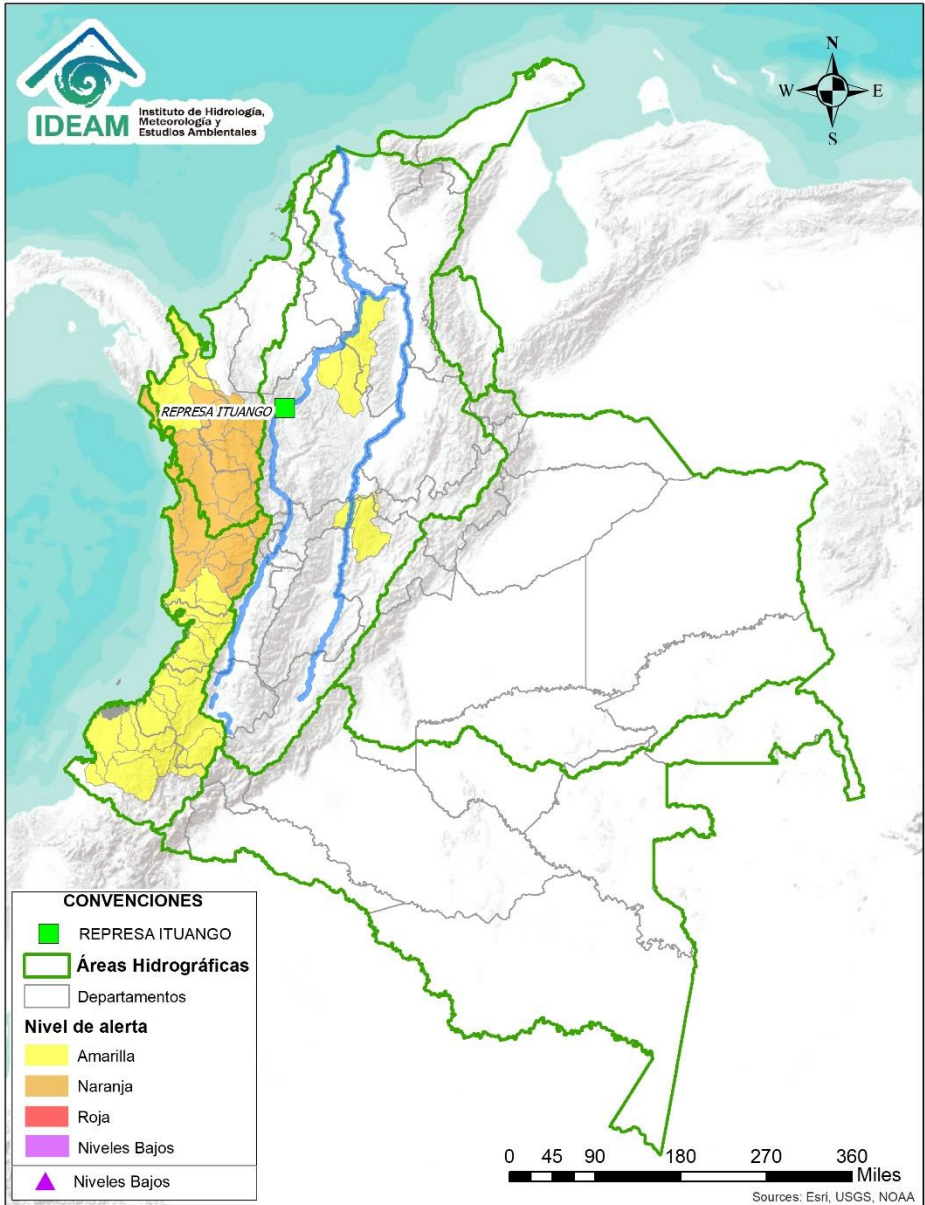 IDEAM
Instituto de Hidrología,
Meteorología y
Estudios Ambientales
N
W
E
S
REPRESA ITUANGO
CONVENCIONES
REPRESA ITUANGO
Áreas Hidrográficas
Departamentos
Nivel de alerta
Amarilla
Naranja
Roja
Niveles Bajos
Niveles Bajos
0 45 90 180 270 360
Miles
Sources: Esri, USGS, NOAA